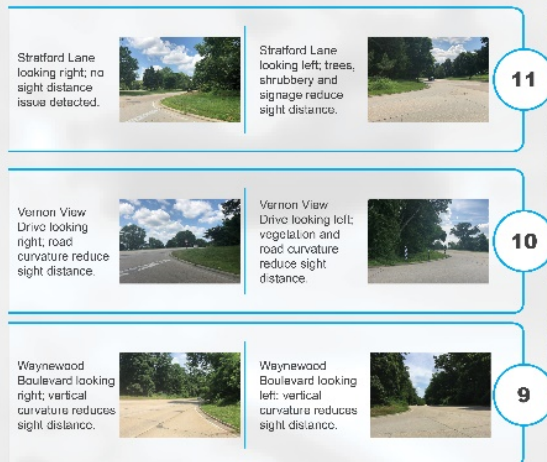 Stratford Lane
looking right; no
sight distance
issue detected.
Stratford Lane
looking left; trees,
shrubbery and
signage reduce
sight distance.
11
Vernon View
Drive looking
right; road
curvature reduce
sight distance.
Vernon View
Drive looking left;
vegetation and
road curvature
reduce sight
distance.
10
Waynewood
Boulevard looking
right; vertical
curvature reduces
sight distance.
Waynewood
Boulevard looking
left; vertical
curvature reduces
sight distance.
9